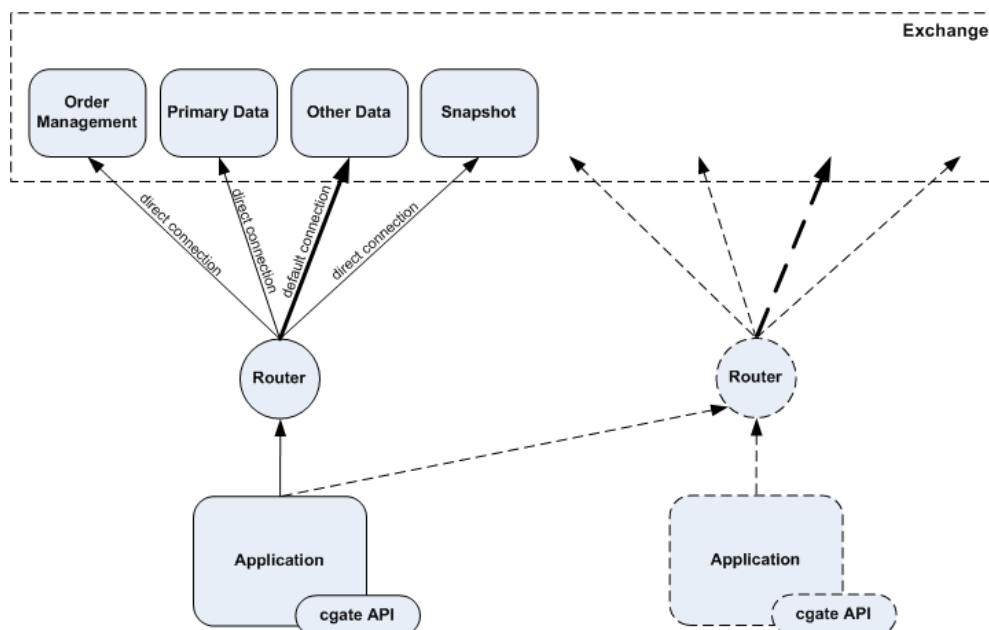 Exchange
Order
Management
Primary Data
Other Data
Snapshot
direct connection
direct connection
default connection
direct connection
Router
Router
Application
Application
cgate API
cgate API